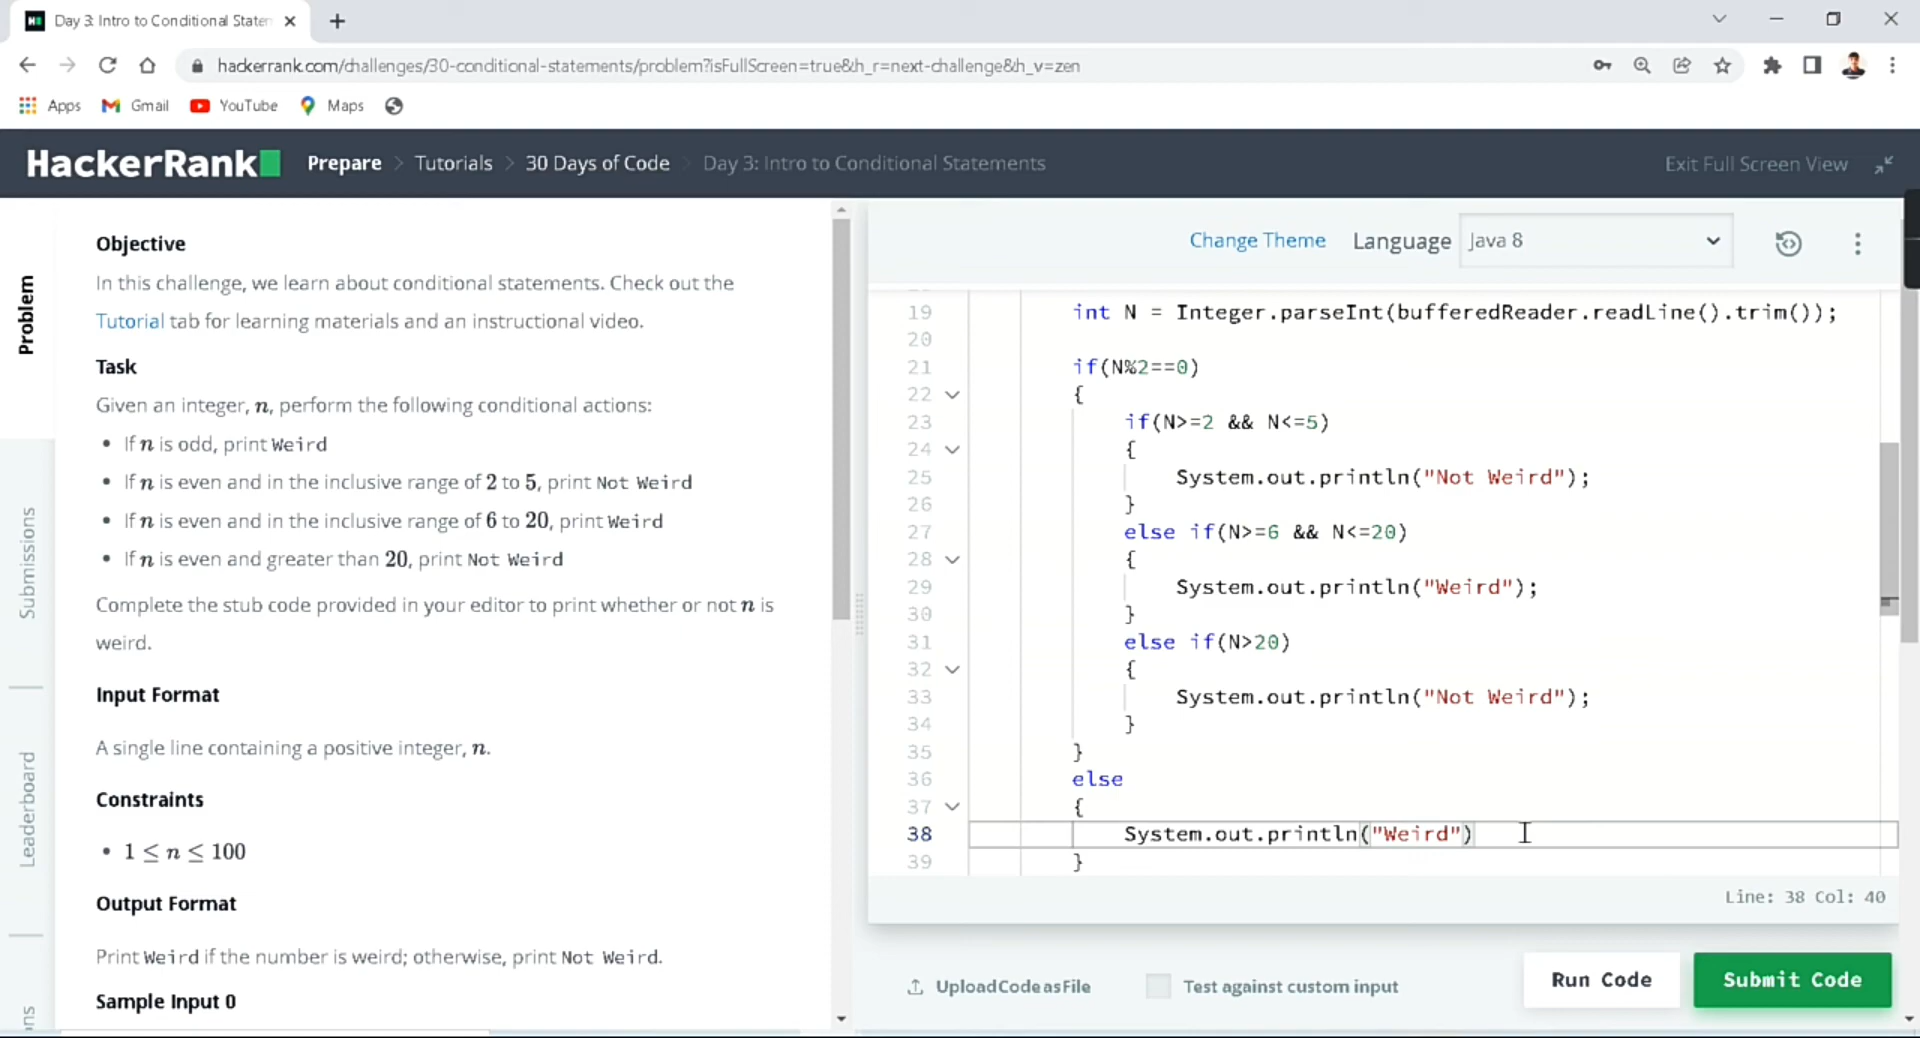 Day 3: Intro to Conditional Staten
hackerrank.com/challenges/30-conditional-statements/problem?isFullScreen=true&h_r=next-challenge&h_v=zen
Apps Gmail YouTube Maps
HackerRank Prepare > Tutorials > 30 Days of Code > Day 3: Intro to Conditional Statements Exit Full Screen View
Problem
Submissions
Leaderboard
ns
Objective
In this challenge, we learn about conditional statements. Check out the
Tutorial tab for learning materials and an instructional video.
Task
Given an integer, n, perform the following conditional actions:
• If n is odd, print Weird
• If n is even and in the inclusive range of 2 to 5, print Not Weird
• If n is even and in the inclusive range of 6 to 20, print Weird
• If n is even and greater than 20, print Not Weird
Complete the stub code provided in your editor to print whether or not n is
weird.
Input Format
A single line containing a positive integer, n.
Constraints
• 1 ≤ n ≤ 100
Output Format
Print Weird if the number is weird; otherwise, print Not Weird.
Sample Input 0
Change Theme Language Java 8
19 int N = Integer.parseInt(bufferedReader.readLine().trim());
20
21 if(N%2==0)
22 {
23 if(N>=2 && N<=5)
24 {
25 System.out.println("Not Weird");
26 }
27 else if(N>=6 && N<=20)
28 {
29 System.out.println("Weird");
30 }
31 else if(N>20)
32 {
33 System.out.println("Not Weird");
34 }
35 }
36 else
37 {
38 System.out.println("Weird")
39 }
Line: 38 Col: 40
Upload Code as File Test against custom input Run Code Submit Code